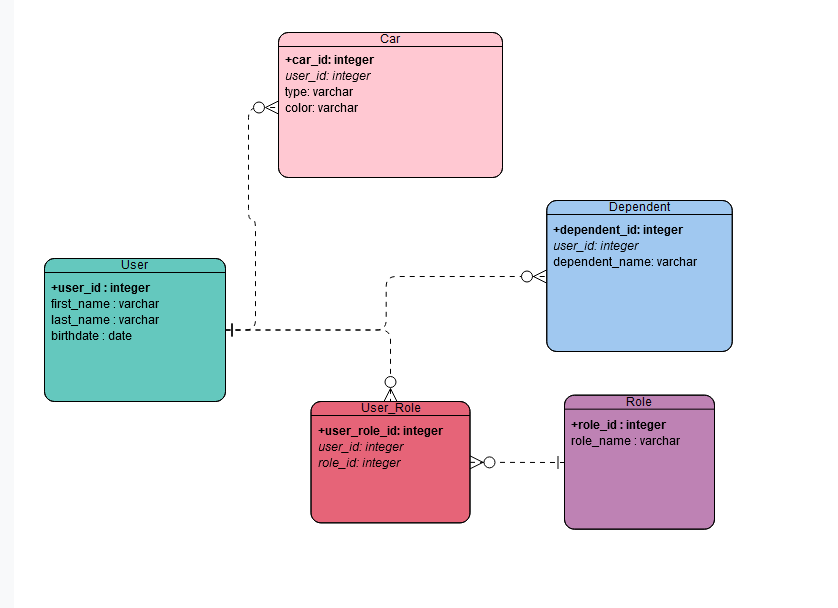 Car
+car_id: integer
user_id: integer
type: varchar
color: varchar
Dependent
+dependent_id: integer
user_id: integer
dependent_name: varchar
User
+user_id : integer
first_name : varchar
last_name : varchar
birthdate : date
User_Role
+user_role_id: integer
user_id: integer
role_id: integer
Role
+role_id : integer
role_name : varchar